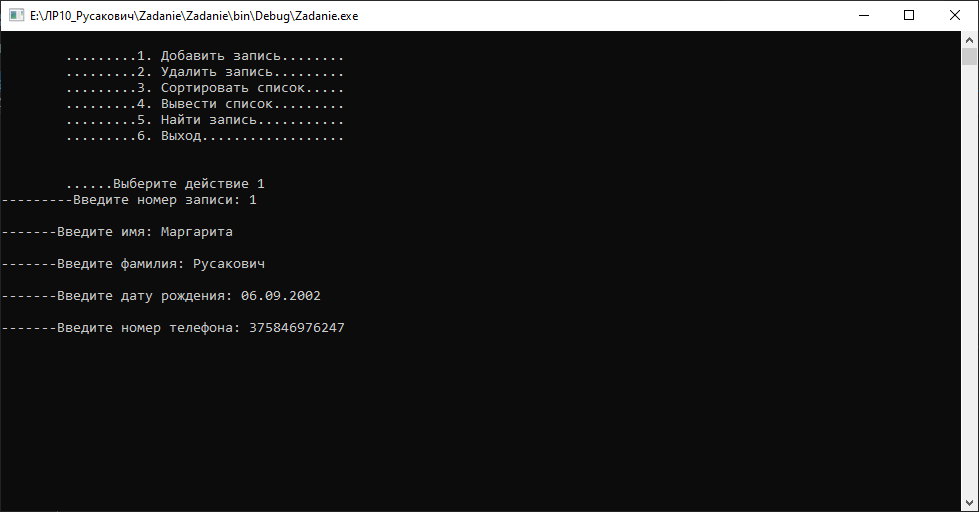 E:\ЛР10_Русакович\Zadanie\Zadanie\bin\Debug\Zadanie.exe
.........1. Добавить запись........
.........2. Удалить запись.........
.........3. Сортировать список.....
.........4. Вывести список.........
.........5. Найти запись...........
.........6. Выход..................
......Выберите действие 1
---------Введите номер записи: 1
-------Введите имя: Маргарита
-------Введите фамилия: Русакович
-------Введите дату рождения: 06.09.2002
-------Введите номер телефона: 375846976247